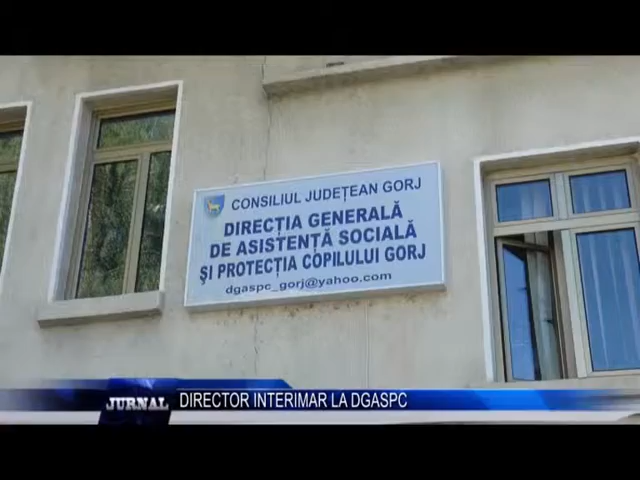 CONSILIUL JUDEȚEAN GORJ
DIRECȚIA GENERALĂ
DE ASISTENȚĂ SOCIALĂ
ȘI PROTECȚIA COPILULUI GORJ
dgaspc_gorj@yahoo.com
JURNAL DIRECTOR INTERIMAR LA DGASPC